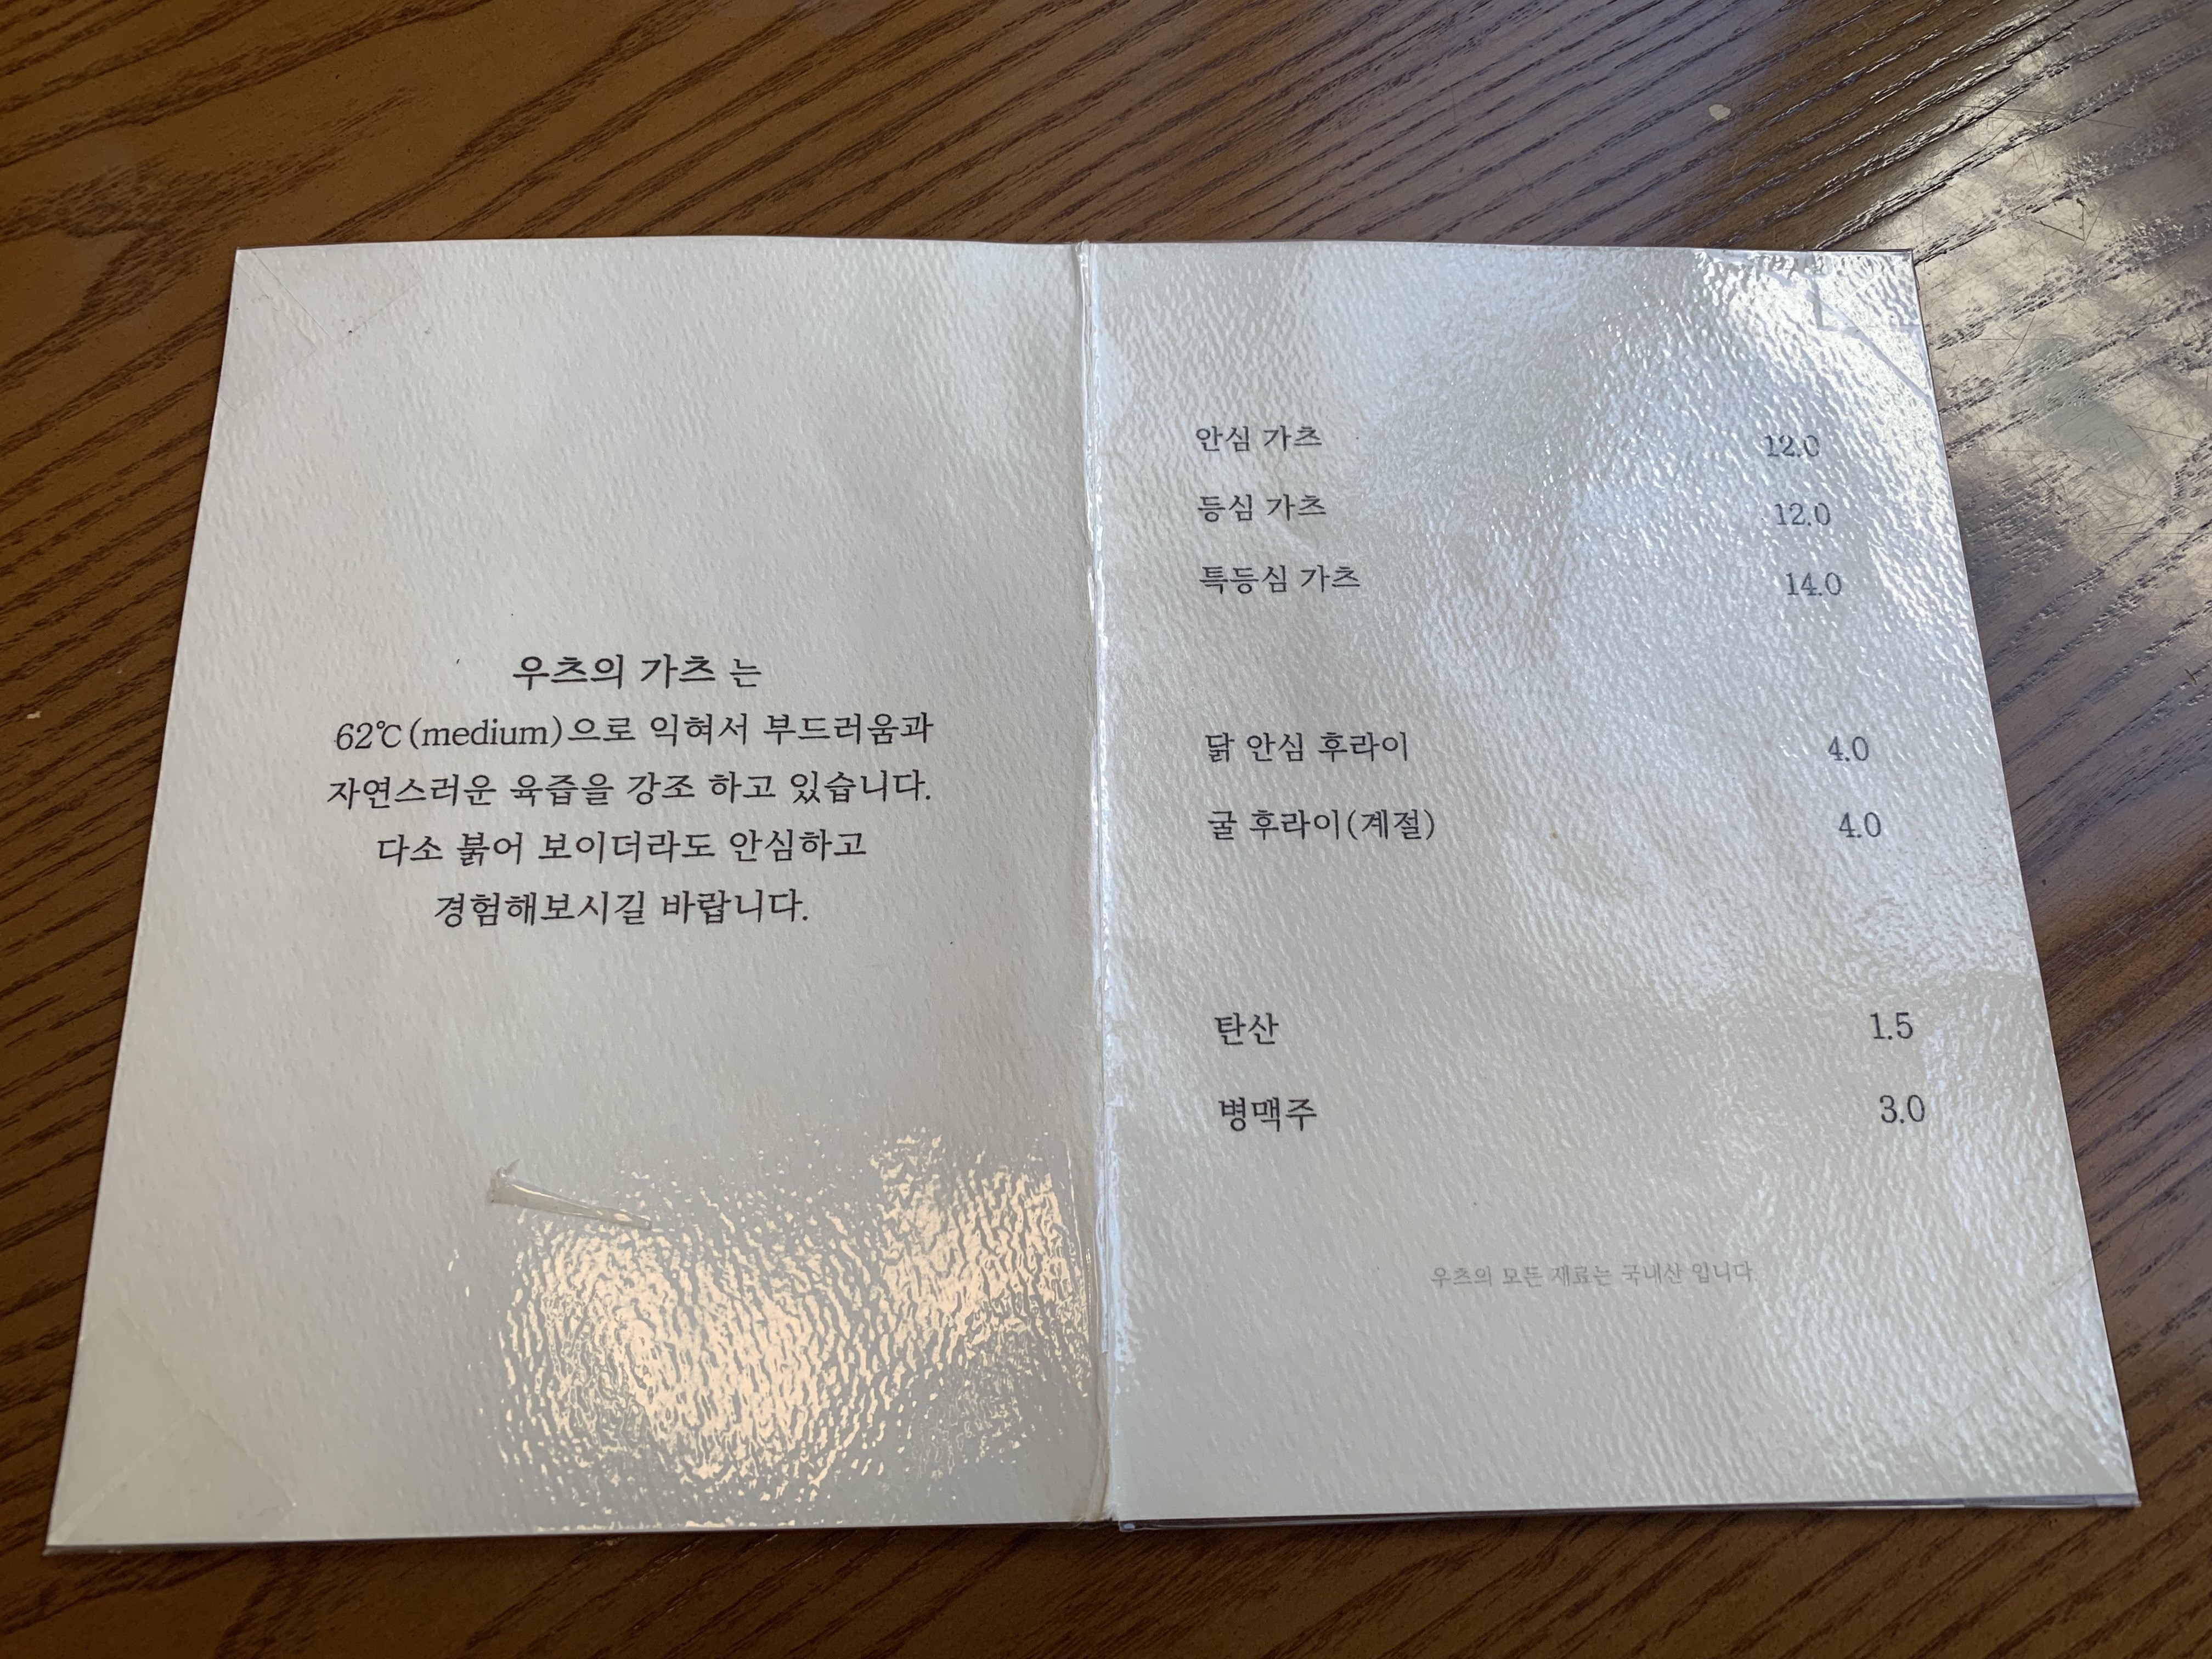 우츠의 가츠 는
62℃(medium)으로 익혀서 부드러움과
자연스러운 육즙을 강조 하고 있습니다.
다소 붉어 보이더라도 안심하고
경험해보시길 바랍니다.
안심 가츠 12.0
등심 가츠 12.0
특등심 가츠 14.0
닭 안심 후라이 4.0
굴 후라이(계절) 4.0
탄산 1.5
병맥주 3.0
우츠의 모든 재료는 국내산 입니다